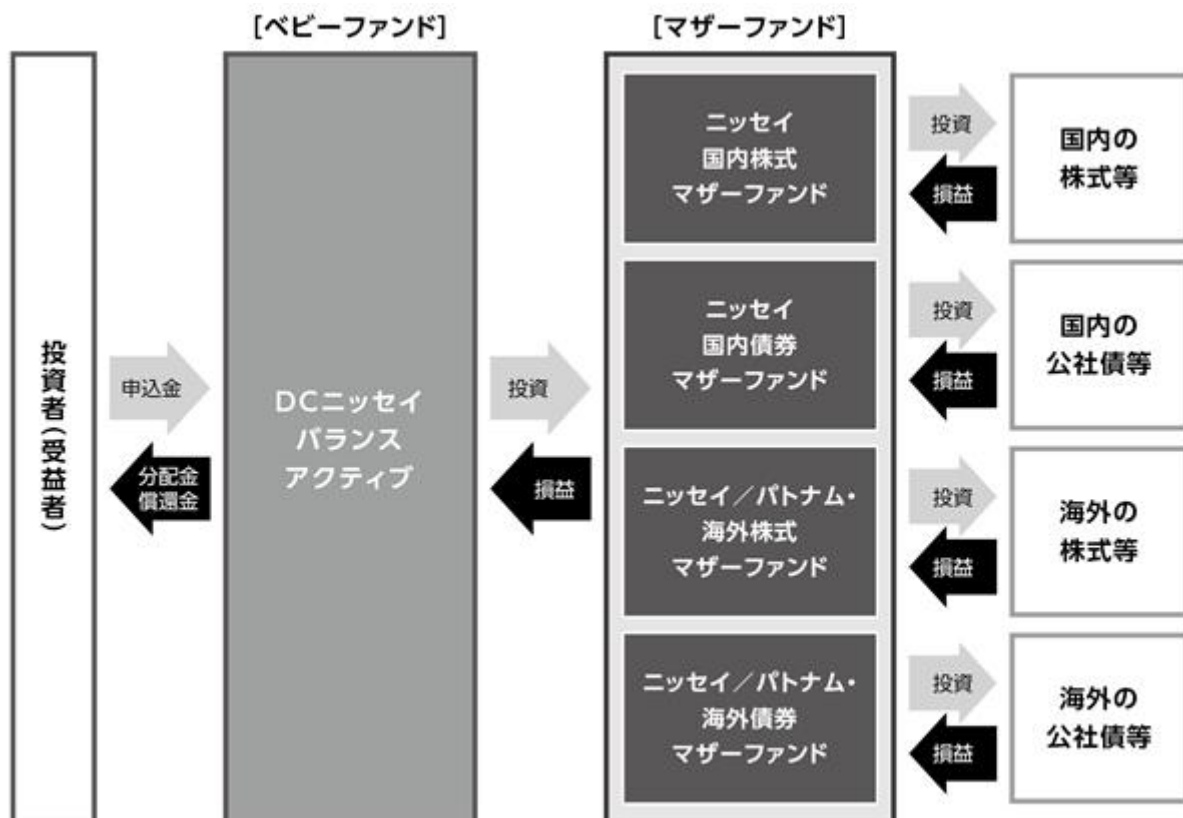 [ベビーファンド]
[マザーファンド]
投資者(受益者)
申込金
分配金
償還金
DCニッセイ
バランス
アクティブ
投資
損益
ニッセイ
国内株式
マザーファンド
投資
損益
国内の
株式等
ニッセイ
国内債券
マザーファンド
投資
損益
国内の
公社債等
ニッセイ／パトナム・
海外株式
マザーファンド
投資
損益
海外の
株式等
ニッセイ／パトナム・
海外債券
マザーファンド
投資
損益
海外の
公社債等